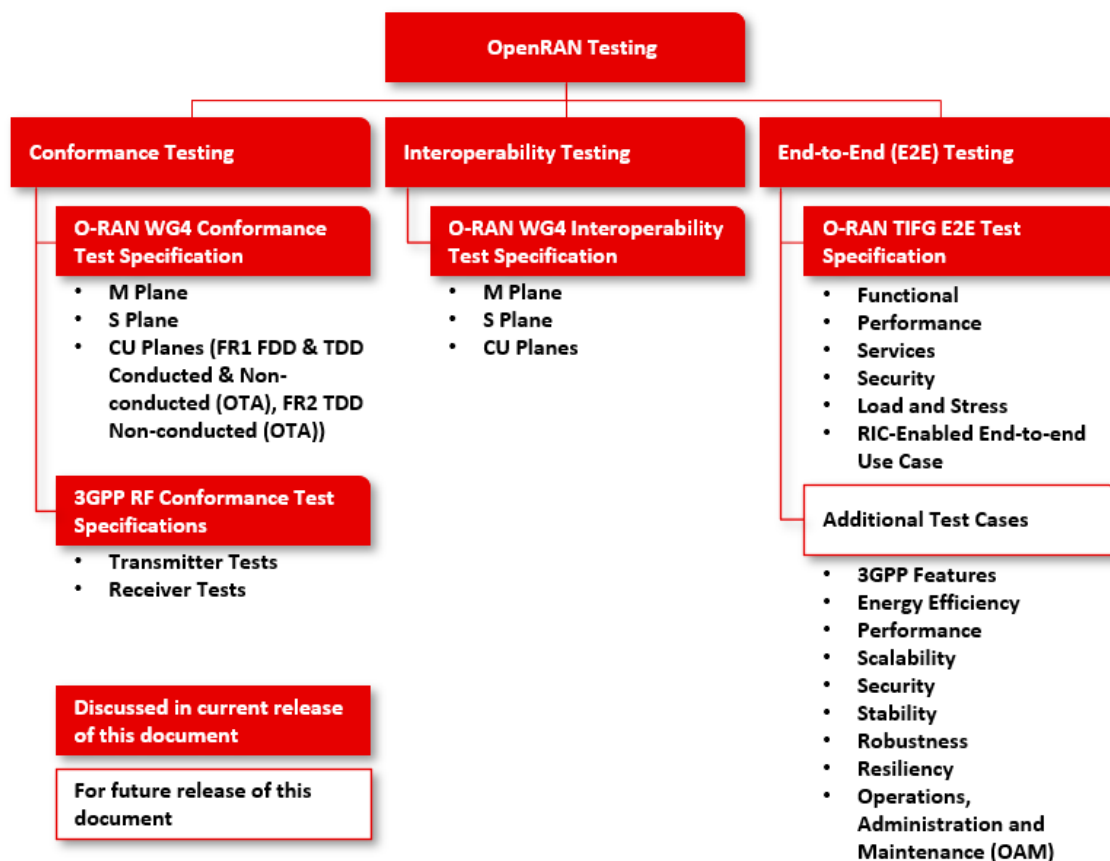 OpenRAN Testing
Conformance Testing
O-RAN WG4 Conformance
Test Specification
• M Plane
• S Plane
• CU Planes (FR1 FDD & TDD
Conducted & Non-
conducted (OTA), FR2 TDD
Non-conducted (OTA))
3GPP RF Conformance Test
Specifications
• Transmitter Tests
• Receiver Tests
Interoperability Testing
O-RAN WG4 Interoperability
Test Specification
• M Plane
• S Plane
• CU Planes
End-to-End (E2E) Testing
O-RAN TIFG E2E Test
Specification
• Functional
• Performance
• Services
• Security
• Load and Stress
• RIC-Enabled End-to-end
Use Case
Additional Test Cases
• 3GPP Features
• Energy Efficiency
• Performance
• Scalability
• Security
• Stability
• Robustness
• Resiliency
• Operations,
Administration and
Maintenance (OAM)
Discussed in current release
of this document
For future release of this
document